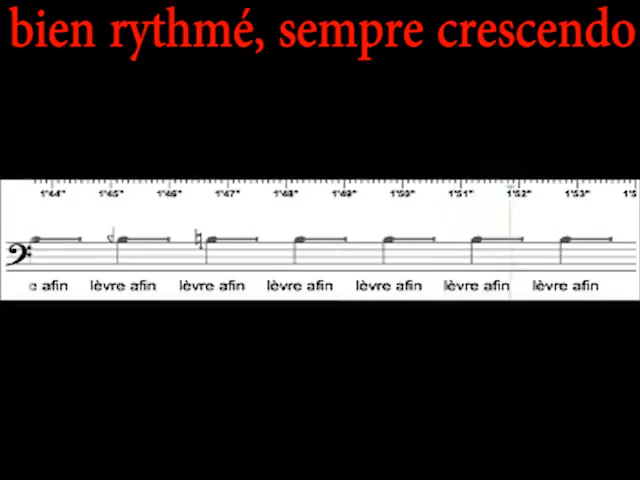 bien rythmé, sempre crescendo
1'44" 1'45" 1'46" 1'47" 1'48" 1'49" 1'50" 1'51" 1'52" 1'53"
e afin lèvre afin lèvre afin lèvre afin lèvre afin lèvre afin lèvre afin